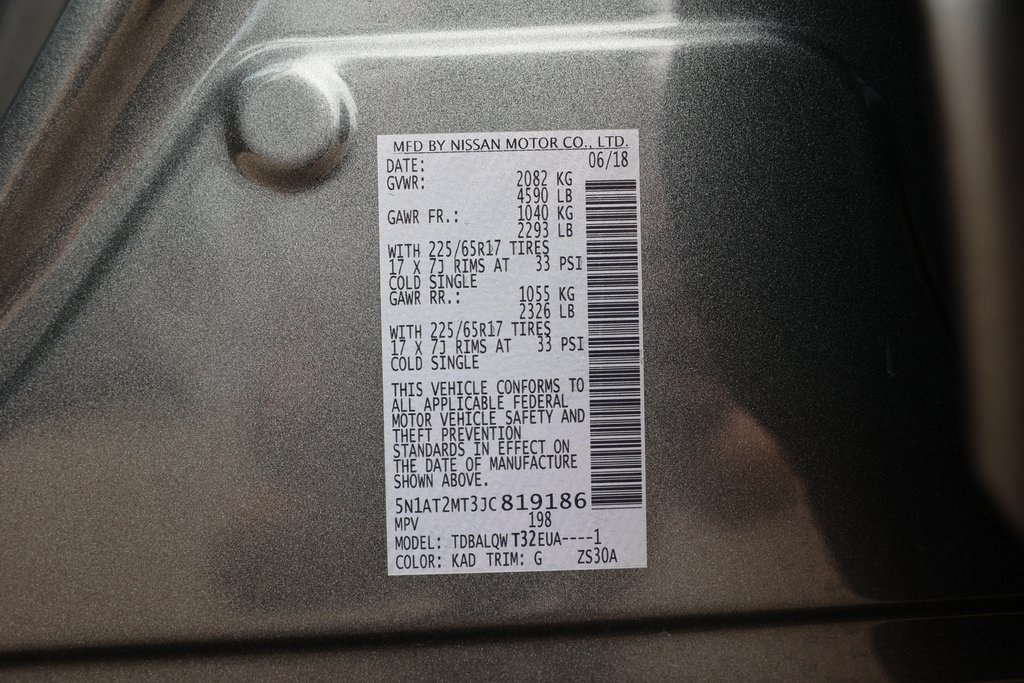 MFD BY NISSAN MOTOR CO., LTD.
DATE: 06/18
GVWR: 2082 KG
4590 LB
GAWR FR.: 1040 KG
2293 LB
WITH 225/65R17 TIRES
17 X 7J RIMS AT 33 PSI
COLD SINGLE
GAWR RR.: 1055 KG
2326 LB
WITH 225/65R17 TIRES
17 X 7J RIMS AT 33 PSI
COLD SINGLE
THIS VEHICLE CONFORMS TO
ALL APPLICABLE FEDERAL
MOTOR VEHICLE SAFETY AND
THEFT PREVENTION
STANDARDS IN EFFECT ON
THE DATE OF MANUFACTURE
SHOWN ABOVE.
5N1AT2MT3JC819186
MPV 198
MODEL: TDBALQWT32EUA----1
COLOR: KAD TRIM: G ZS30A